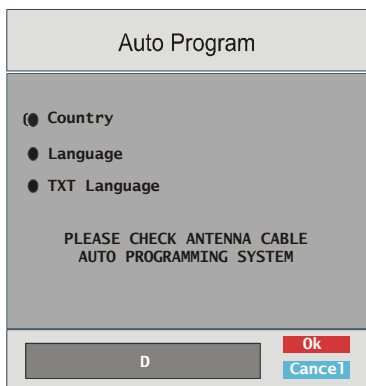 Auto Program
Country
Language
TXT Language
PLEASE CHECK ANTENNA CABLE
AUTO PROGRAMMING SYSTEM
D
Ok
Cancel